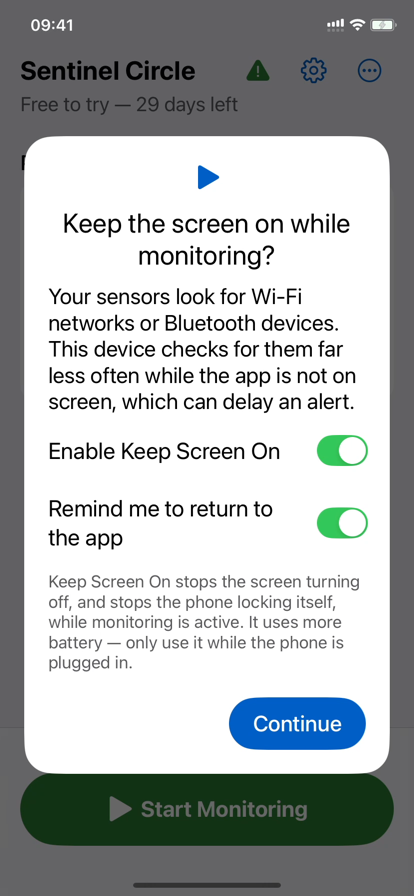 09:41
Sentinel Circle
Free to try — 29 days left
Keep the screen on while
monitoring?
Your sensors look for Wi-Fi
networks or Bluetooth devices.
This device checks for them far
less often while the app is not on
screen, which can delay an alert.
Enable Keep Screen On
Remind me to return to
the app
Keep Screen On stops the screen turning
off, and stops the phone locking itself,
while monitoring is active. It uses more
battery — only use it while the phone is
plugged in.
Continue
Start Monitoring